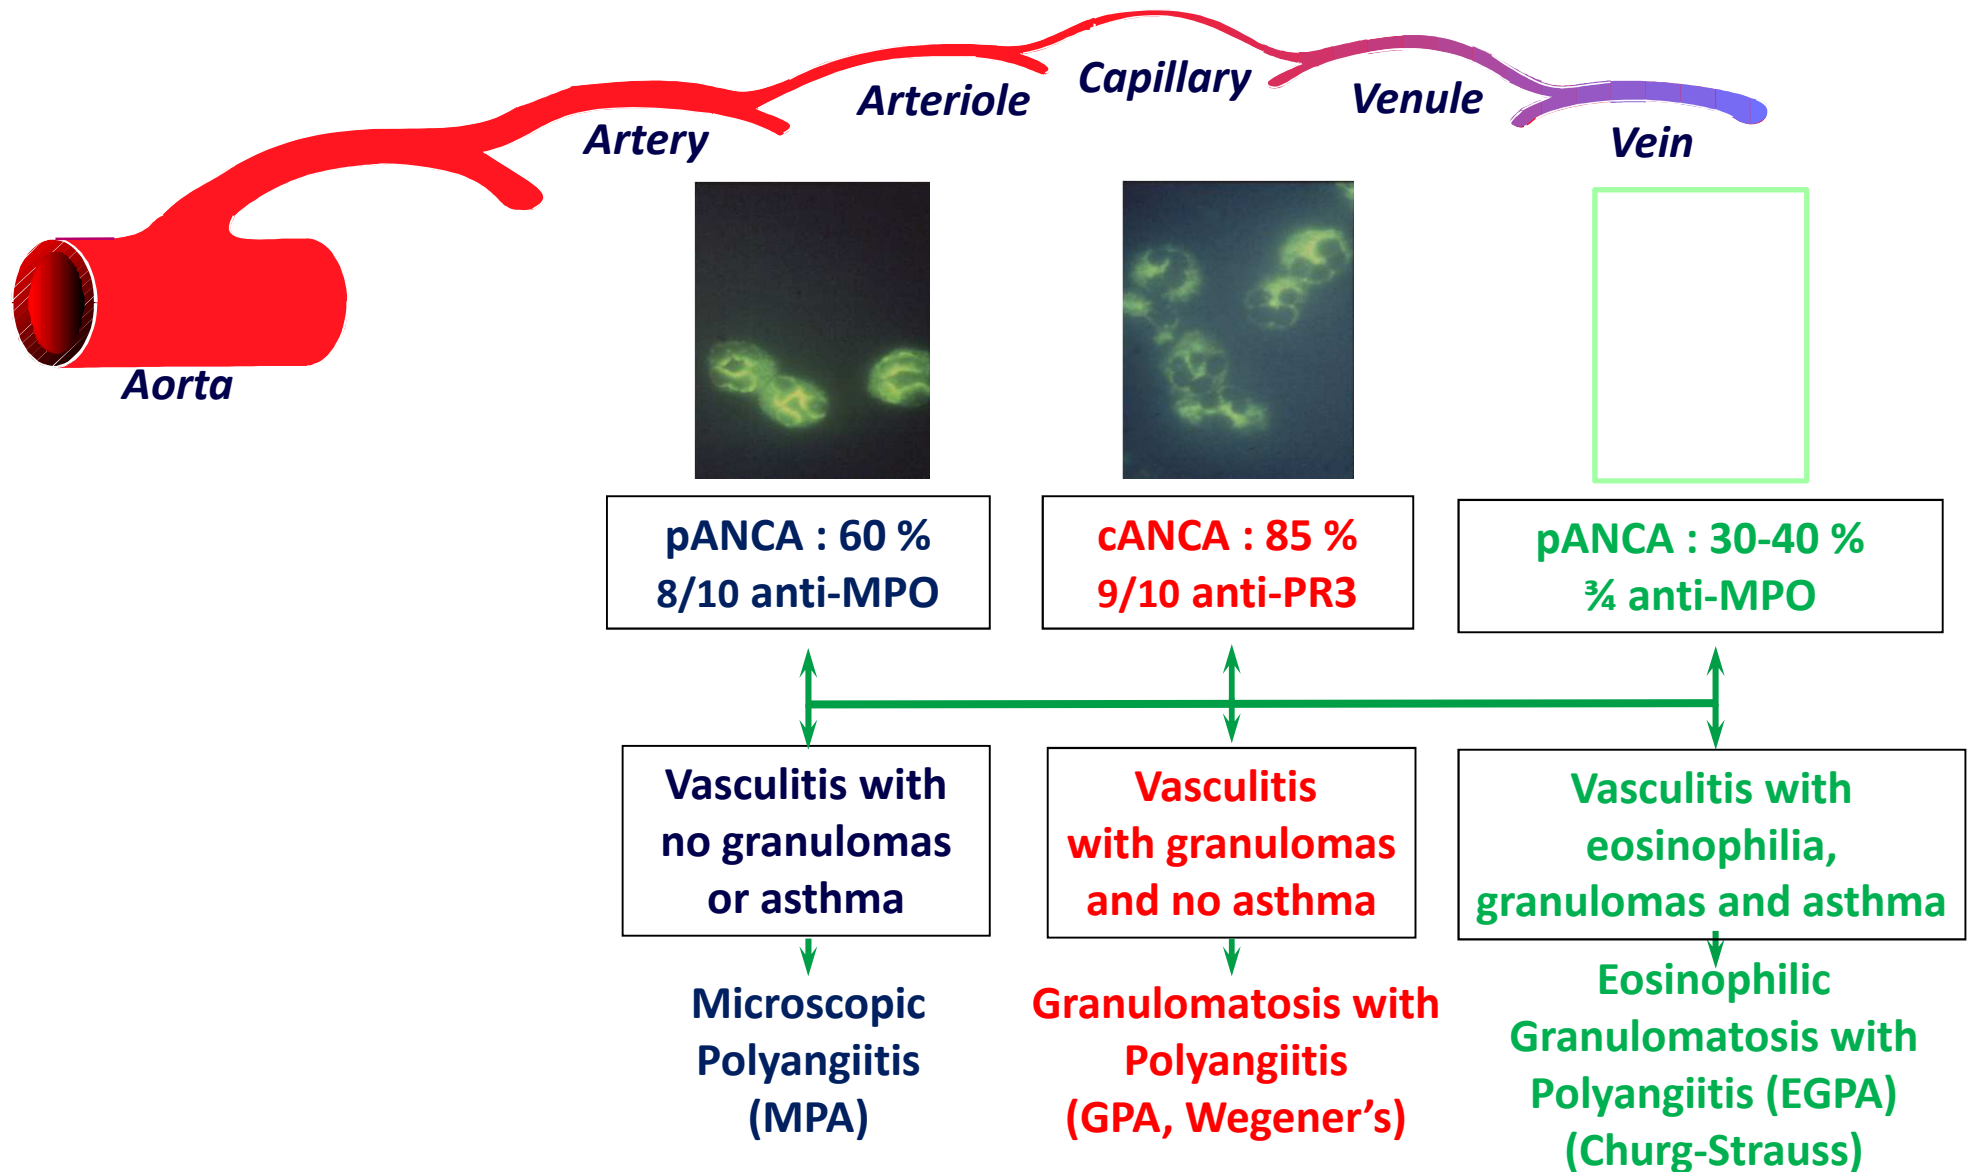 Aorta
Artery
Arteriole
Capillary
Venule
Vein
pANCA : 60 %
8/10 anti-MPO
cANCA : 85 %
9/10 anti-PR3
pANCA : 30-40 %
¾ anti-MPO
Vasculitis with
no granulomas
or asthma
Vasculitis
with granulomas
and no asthma
Vasculitis with
eosinophilia,
granulomas and asthma
Microscopic
Polyangiitis
(MPA)
Granulomatosis with
Polyangiitis
(GPA, Wegener’s)
Eosinophilic
Granulomatosis with
Polyangiitis (EGPA)
(Churg-Strauss)